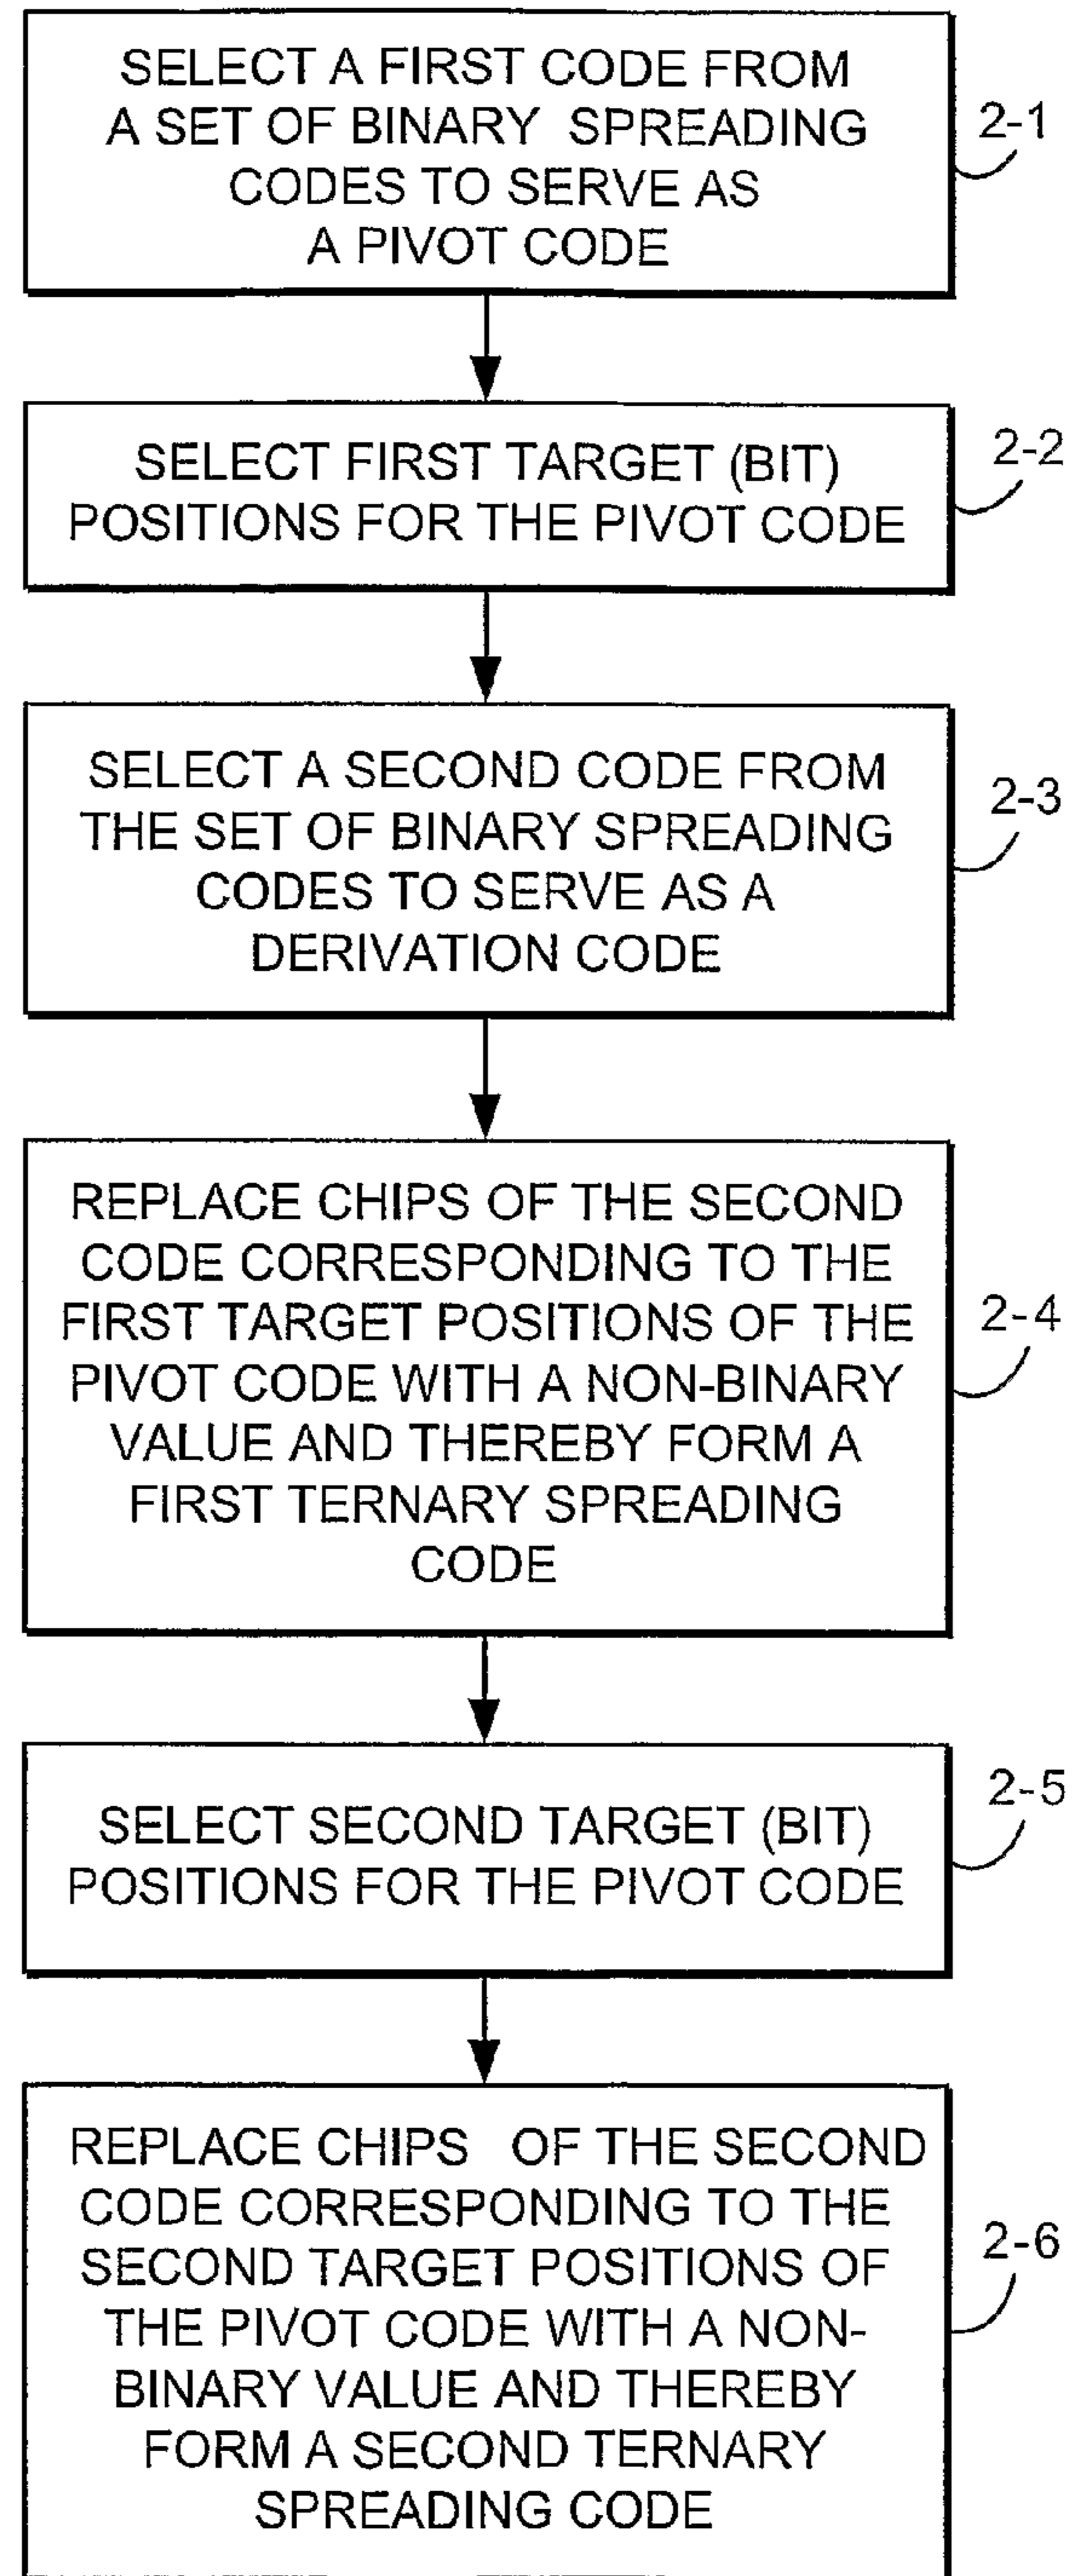 SELECT A FIRST CODE FROM
A SET OF BINARY SPREADING
CODES TO SERVE AS
A PIVOT CODE
2-1
SELECT FIRST TARGET (BIT)
POSITIONS FOR THE PIVOT CODE
2-2
SELECT A SECOND CODE FROM
THE SET OF BINARY SPREADING
CODES TO SERVE AS A
DERIVATION CODE
2-3
REPLACE CHIPS OF THE SECOND
CODE CORRESPONDING TO THE
FIRST TARGET POSITIONS OF THE
PIVOT CODE WITH A NON-BINARY
VALUE AND THEREBY FORM A
FIRST TERNARY SPREADING
CODE
2-4
SELECT SECOND TARGET (BIT)
POSITIONS FOR THE PIVOT CODE
2-5
REPLACE CHIPS OF THE SECOND
CODE CORRESPONDING TO THE
SECOND TARGET POSITIONS OF
THE PIVOT CODE WITH A NON-
BINARY VALUE AND THEREBY
FORM A SECOND TERNARY
SPREADING CODE
2-6